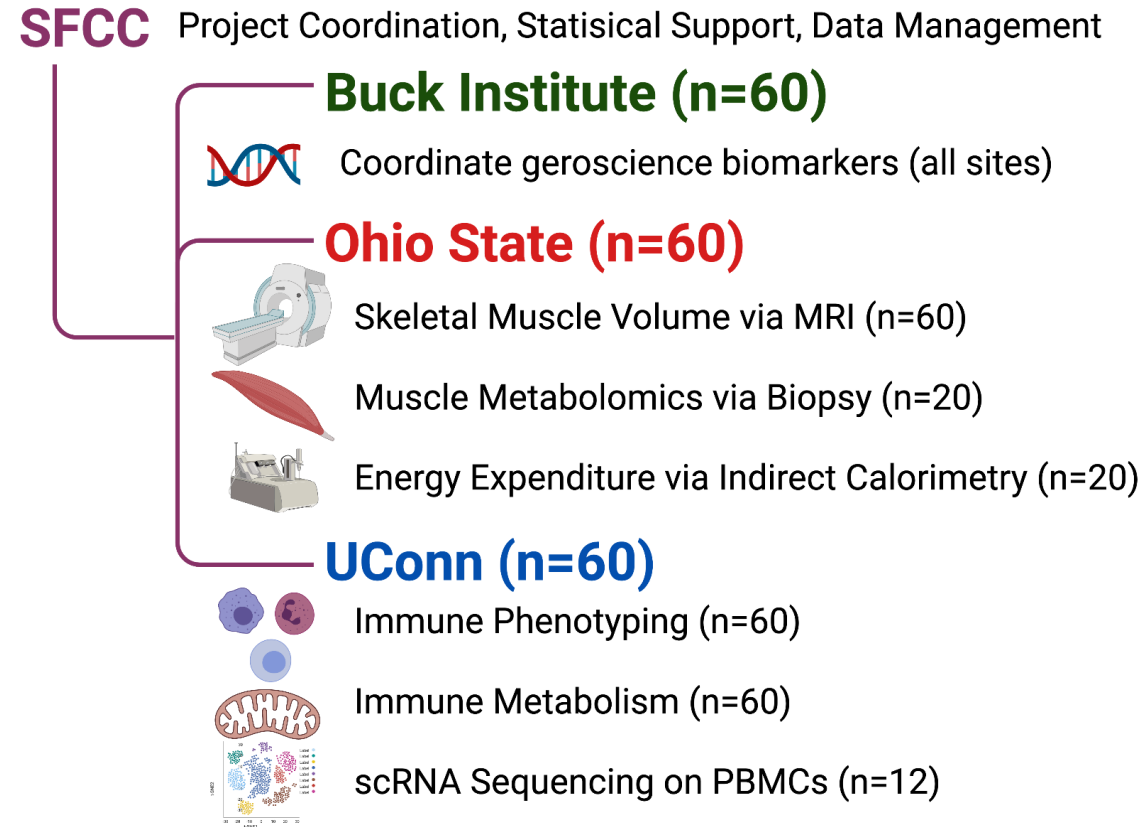 SFCC Project Coordination, Statisical Support, Data Management
Buck Institute (n=60)
Coordinate geroscience biomarkers (all sites)
Ohio State (n=60)
Skeletal Muscle Volume via MRI (n=60)
Muscle Metabolomics via Biopsy (n=20)
Energy Expenditure via Indirect Calorimetry (n=20)
UConn (n=60)
Immune Phenotyping (n=60)
Immune Metabolism (n=60)
scRNA Sequencing on PBMCs (n=12)